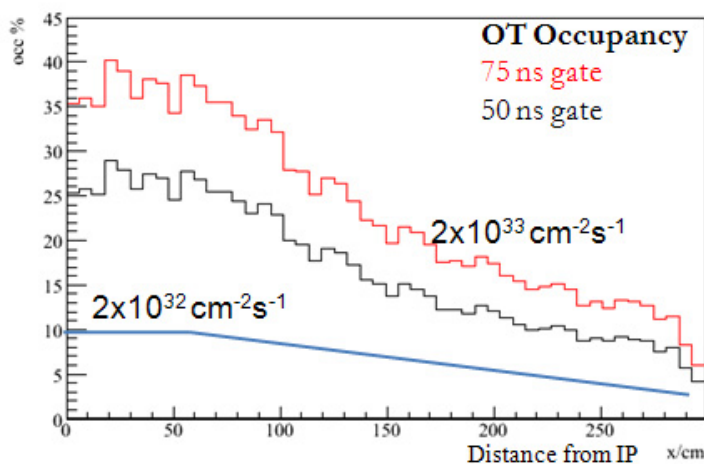 occ %
45
40
35
30
25
20
15
10
5
0
OT Occupancy
75 ns gate
50 ns gate
2x10³³ cm⁻²s⁻¹
2x10³² cm⁻²s⁻¹
0 50 100 150 200 250
Distance from IP x/cm